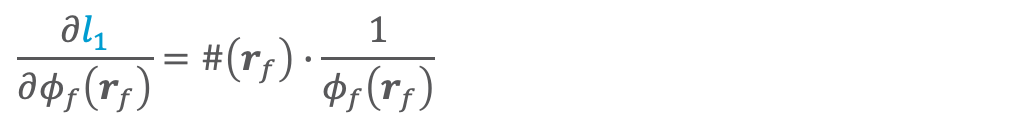 ∂l₁/∂ϕ_f(r_f) = #(r_f) · 1/ϕ_f(r_f)